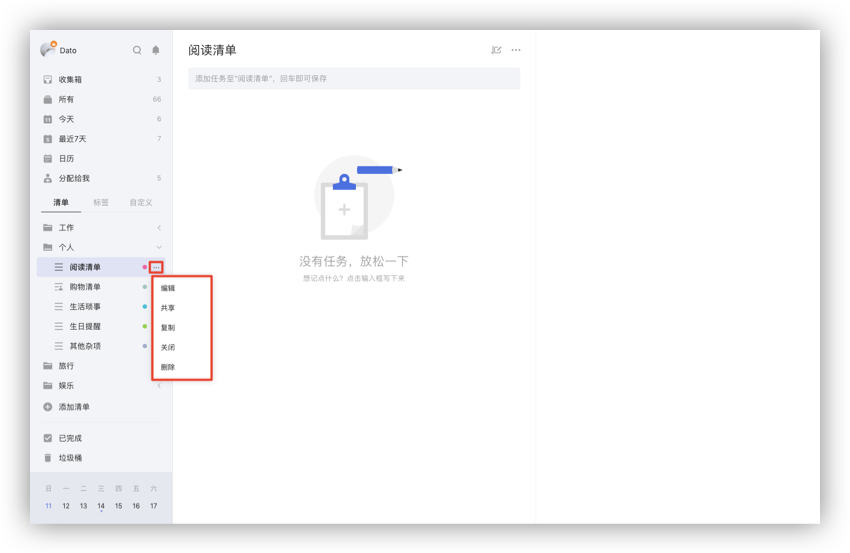 Dato
收集箱 3
所有 66
今天 6
最近7天 7
日历
分配给我 5
清单 标签 自定义
工作
个人
阅读清单
购物清单
生活琐事
生日提醒
其他杂项
旅行
娱乐
添加清单
已完成
垃圾桶
日 一 二 三 四 五 六
11 12 13 14 15 16 17
编辑
共享
复制
关闭
删除
阅读清单
添加任务至“阅读清单”，回车即可保存
没有任务，放松一下
想记点什么？点击输入框写下来